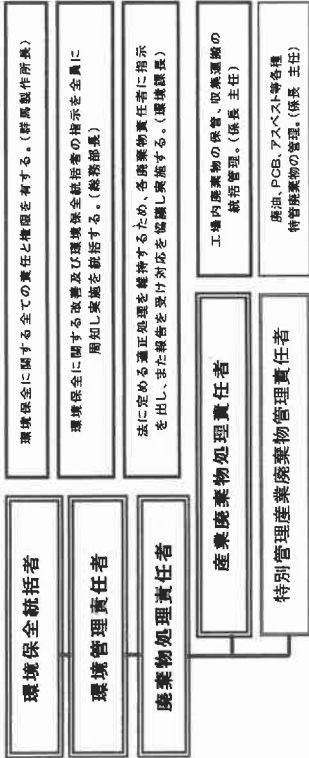 環境保全統括者
環境保全に関する全ての責任と権限を有する。(群馬製作所長)
環境管理責任者
環境保全に関する改善及び環境保全統括者の指示を全員に
周知し実施を統括する。(総務部長)
廃棄物処理責任者
法に定める適正処理を維持するため、各廃棄物責任者に指示
を出し、また報告を受け対応を協議し実施する。(環境課長)
産業廃棄物処理責任者
工場内廃棄物の保管、収集運搬の
統括管理。(係長 主任)
特別管理産業廃棄物管理責任者
廃油、PCB、アスベスト等各種
特管廃棄物の管理。(係長 主任)